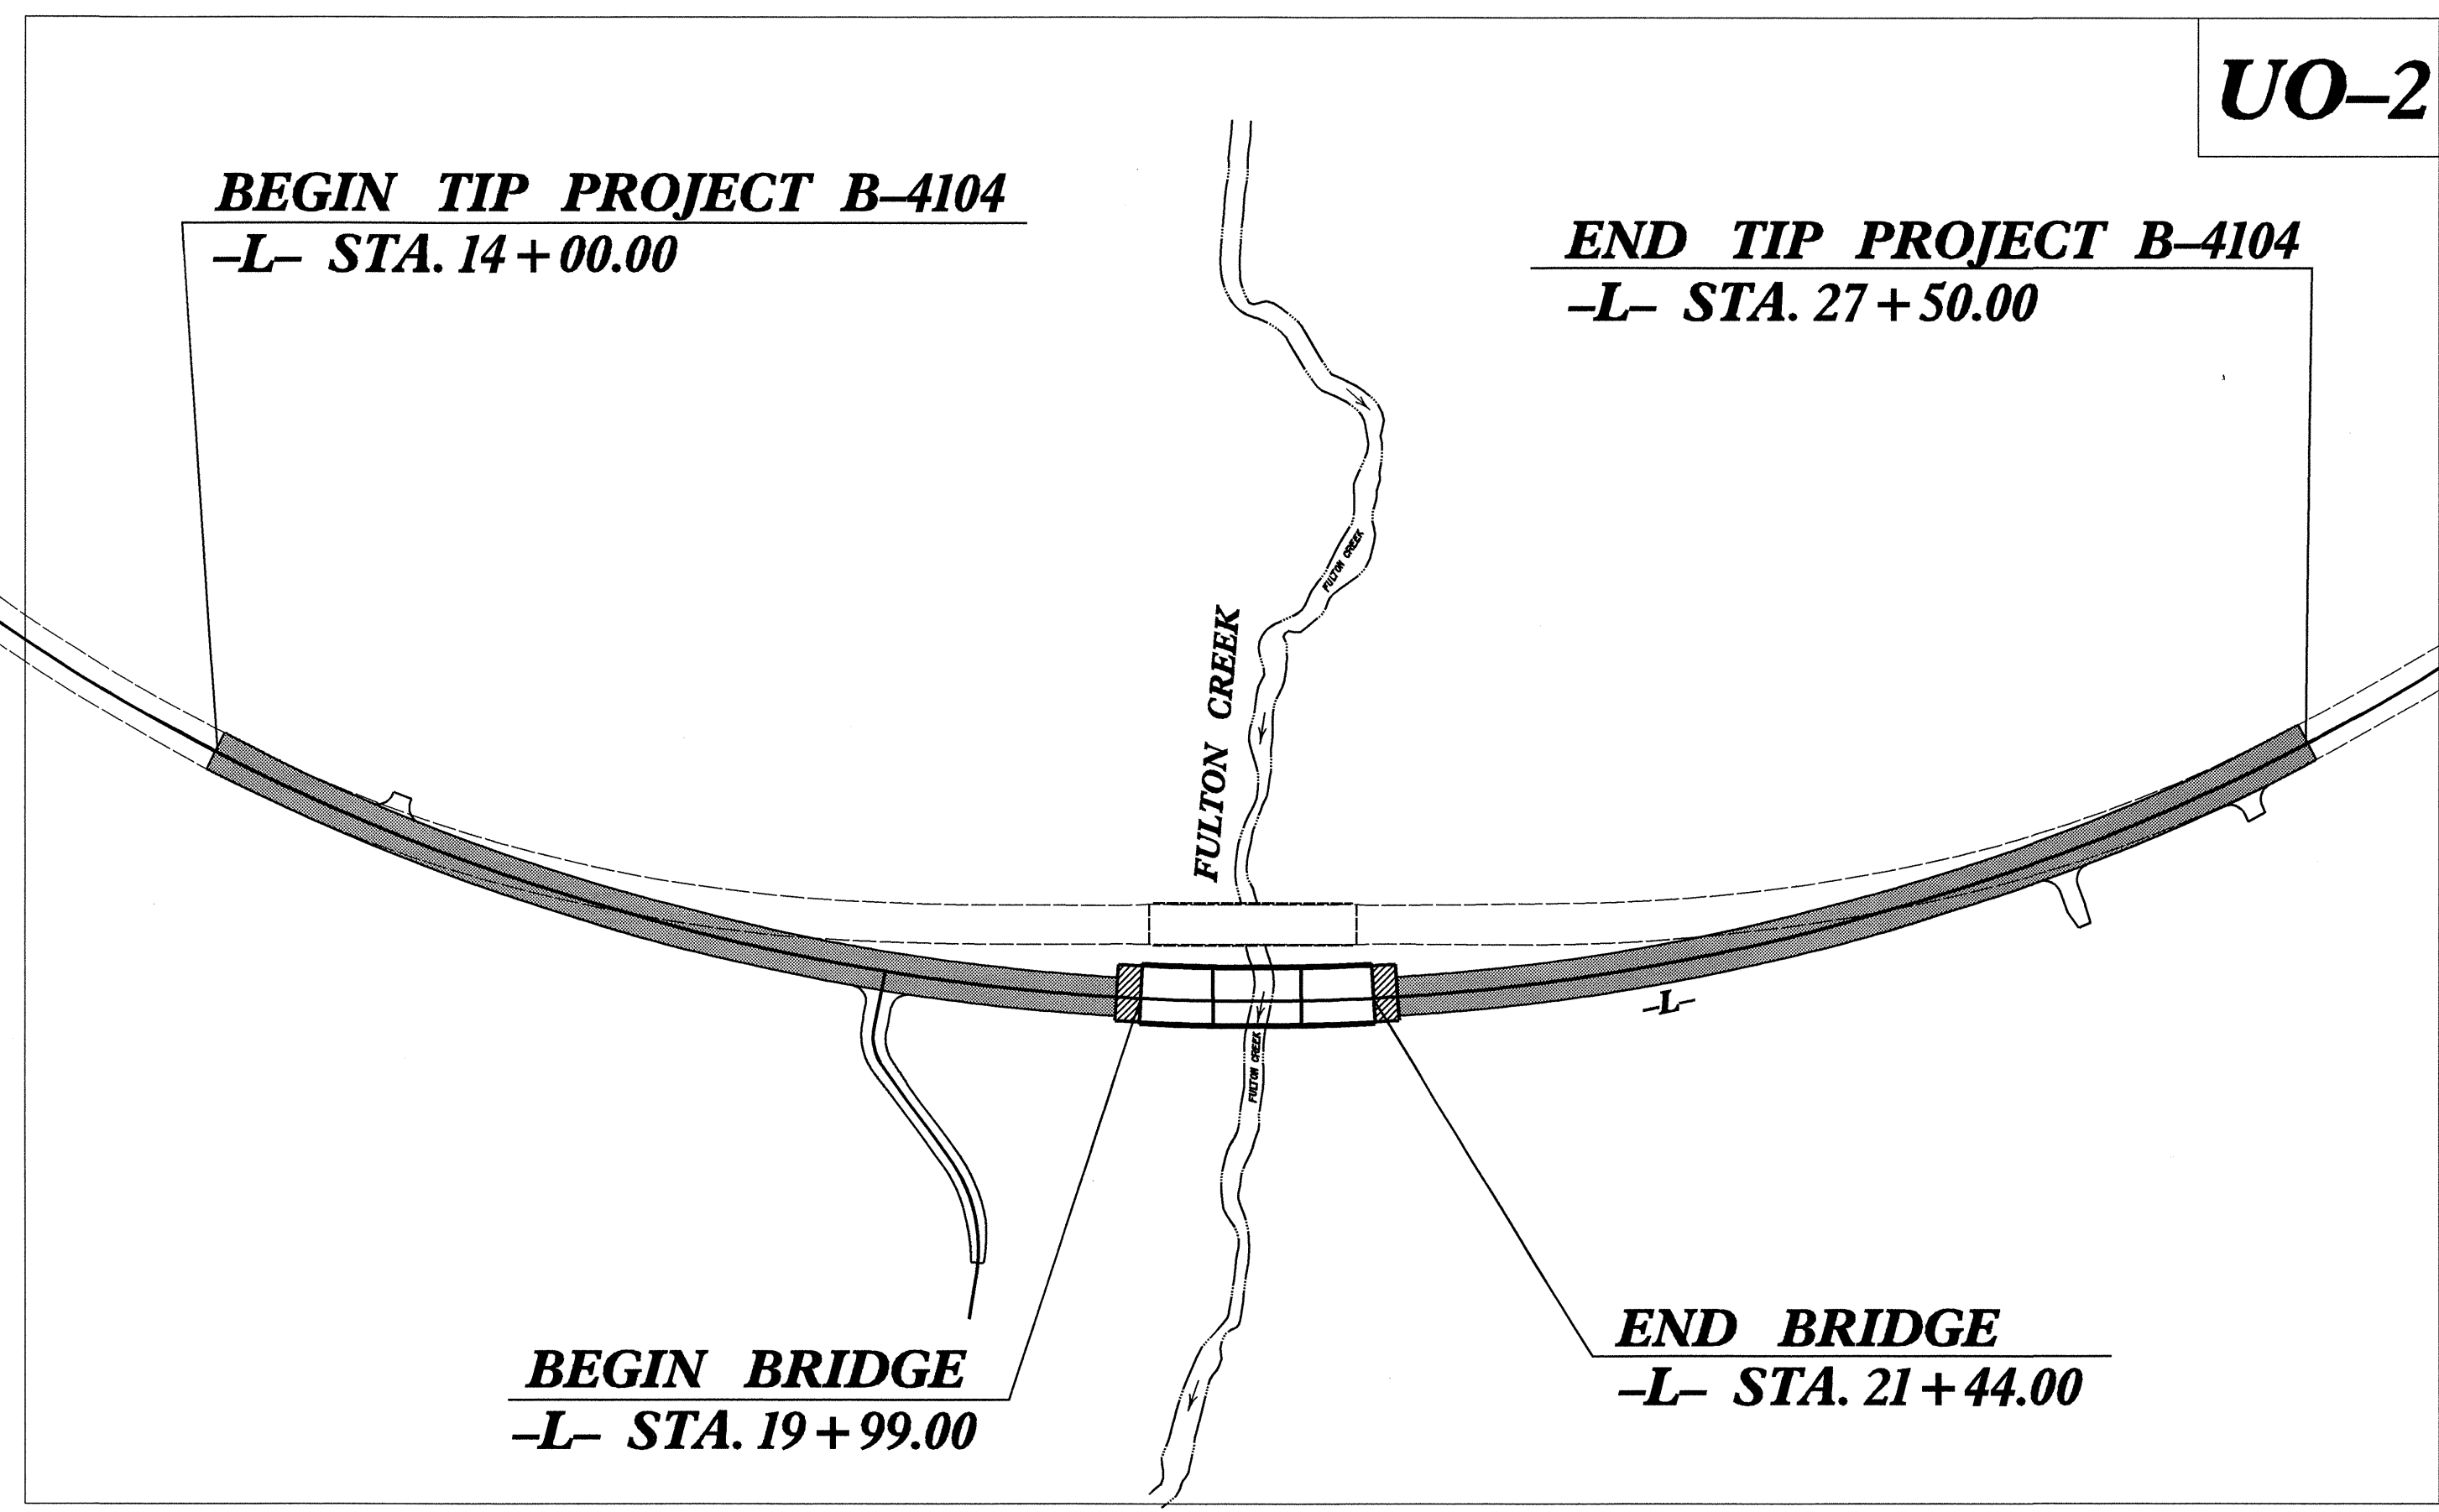 UO–2
BEGIN TIP PROJECT B–4104
–L– STA. 14+00.00
END TIP PROJECT B–4104
–L– STA. 27+50.00
FULTON CREEK
FULTON CREEK
–L–
FULTON CREEK
BEGIN BRIDGE
–L– STA. 19+99.00
END BRIDGE
–L– STA. 21+44.00